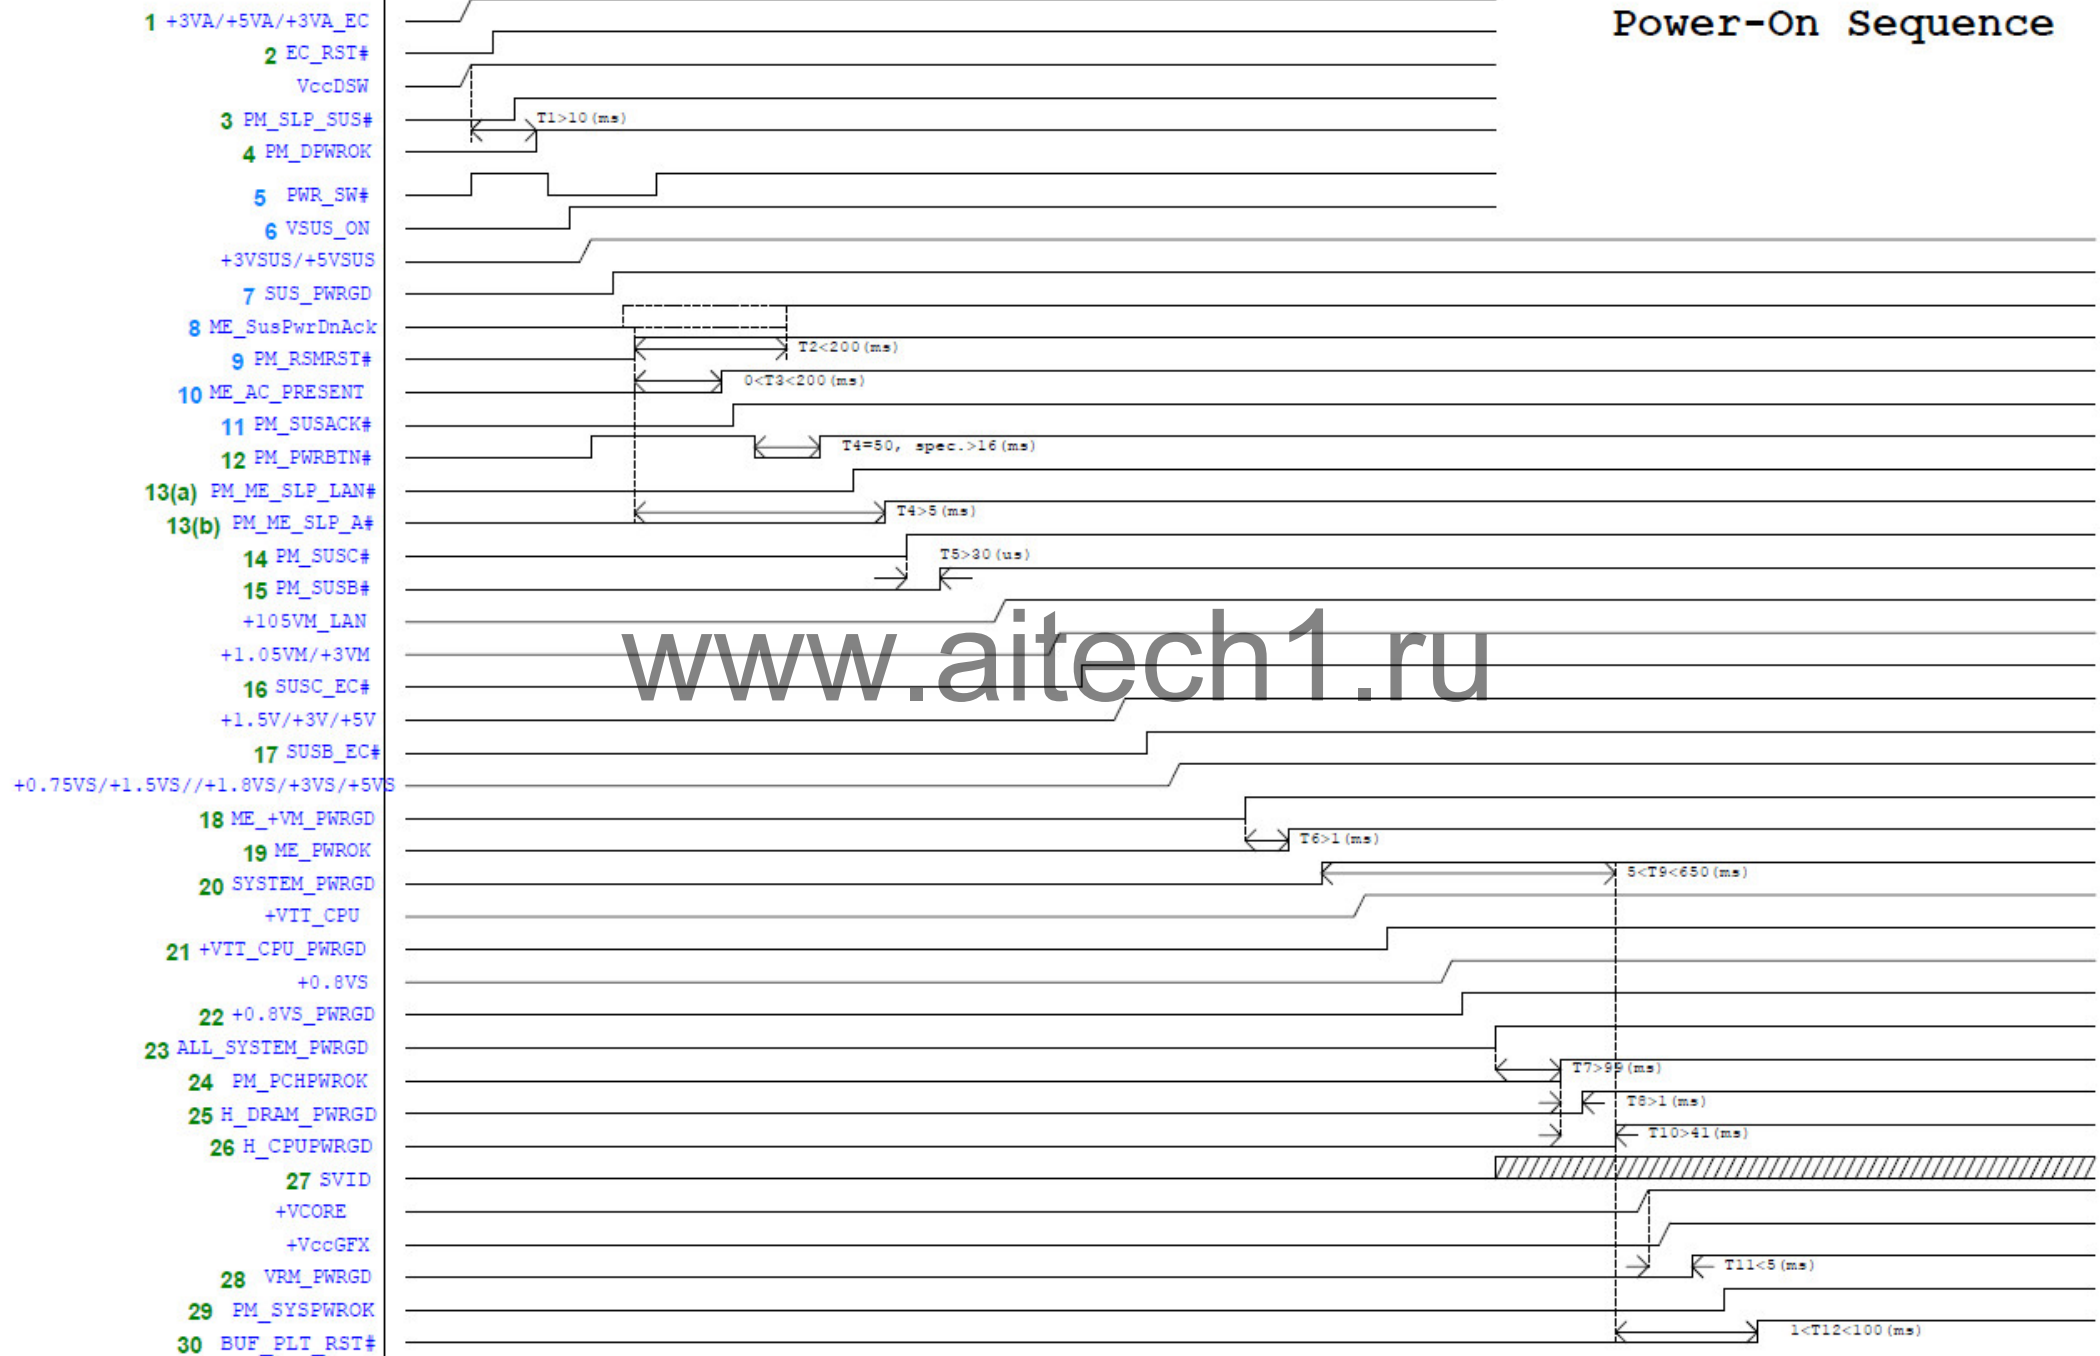 Power-On Sequence
1 +3VA/+5VA/+3VA_EC
2 EC_RST#
VccDSW
3 PM_SLP_SUS#
T1>10(ms)
4 PM_DPWROK
5 PWR_SW#
6 VSUS_ON
+3VSUS/+5VSUS
7 SUS_PWRGD
8 ME_SusPwrDnAck
T2<200(ms)
9 PM_RSMRST#
0<T3<200(ms)
10 ME_AC_PRESENT
11 PM_SUSACK#
T4=50, spec.>16(ms)
12 PM_PWRBTN#
13(a) PM_ME_SLP_LAN#
T4>5(ms)
13(b) PM_ME_SLP_A#
14 PM_SUSC#
T5>30(us)
15 PM_SUSB#
+105VM_LAN
+1.05VM/+3VM
www.aitech1.ru
16 SUSC_EC#
+1.5V/+3V/+5V
17 SUSB_EC#
+0.75VS/+1.5VS//+1.8VS/+3VS/+5VS
18 ME_+VM_PWRGD
T6>1(ms)
19 ME_PWROK
5<T9<650(ms)
20 SYSTEM_PWRGD
+VTT_CPU
21 +VTT_CPU_PWRGD
+0.8VS
22 +0.8VS_PWRGD
23 ALL_SYSTEM_PWRGD
T7>99(ms)
24 PM_PCHPWROK
T8>1(ms)
25 H_DRAM_PWRGD
T10>41(ms)
26 H_CPUPWRGD
27 SVID
+VCORE
+VccGFX
T11<5(ms)
28 VRM_PWRGD
29 PM_SYSPWROK
1<T12<100(ms)
30 BUF_PLT_RST#